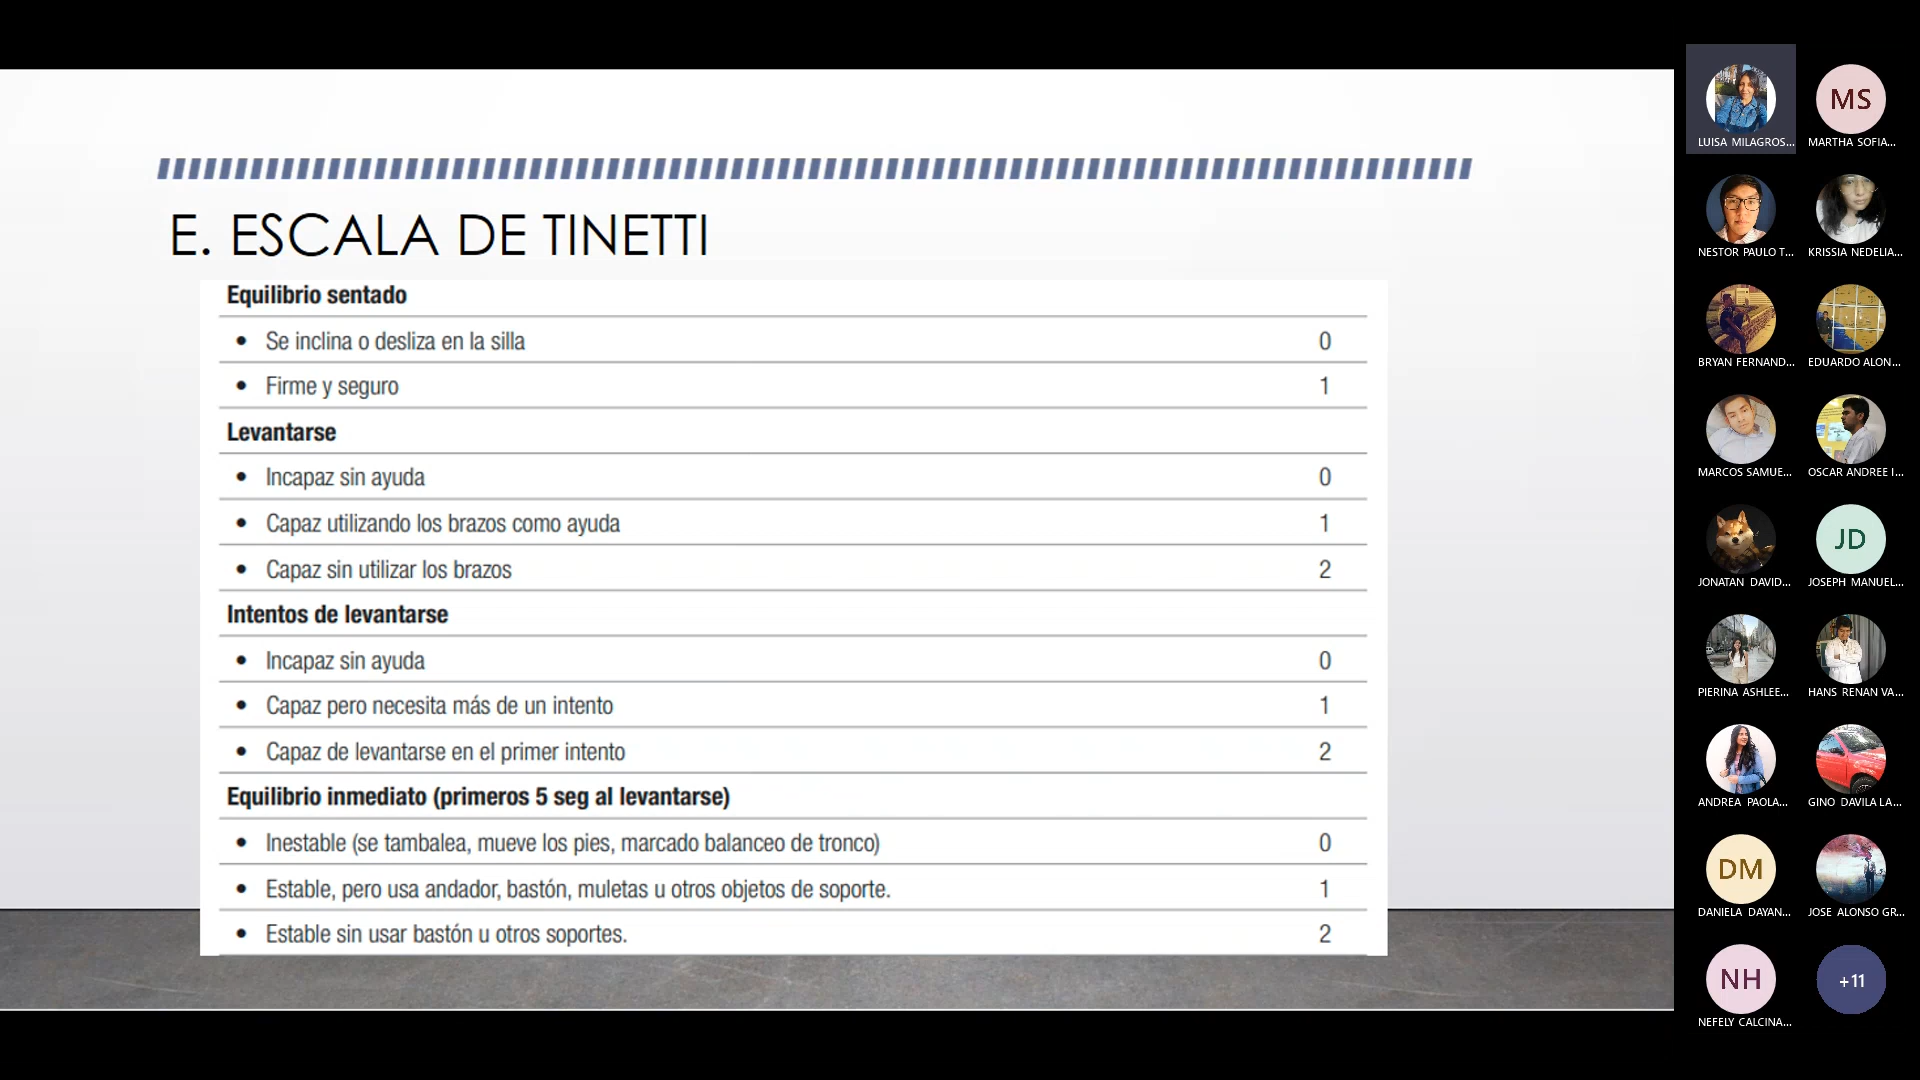 E. ESCALA DE TINETTI
Equilibrio sentado
• Se inclina o desliza en la silla 0
• Firme y seguro 1
Levantarse
• Incapaz sin ayuda 0
• Capaz utilizando los brazos como ayuda 1
• Capaz sin utilizar los brazos 2
Intentos de levantarse
• Incapaz sin ayuda 0
• Capaz pero necesita más de un intento 1
• Capaz de levantarse en el primer intento 2
Equilibrio inmediato (primeros 5 seg al levantarse)
• Inestable (se tambalea, mueve los pies, marcado balanceo de tronco) 0
• Estable, pero usa andador, bastón, muletas u otros objetos de soporte. 1
• Estable sin usar bastón u otros soportes. 2
MS
LUISA MILAGROS... MARTHA SOFIA...
NESTOR PAULO T... KRISSIA NEDELIA...
BRYAN FERNAND... EDUARDO ALON...
MARCOS SAMUE... OSCAR ANDREE I...
JD
JONATAN DAVID... JOSEPH MANUEL...
PIERINA ASHLEE... HANS RENAN VA...
ANDREA PAOLA... GINO DAVILA LA...
DM
DANIELA DAYAN... JOSE ALONSO GR...
NH +11
NEFELY CALCINA...